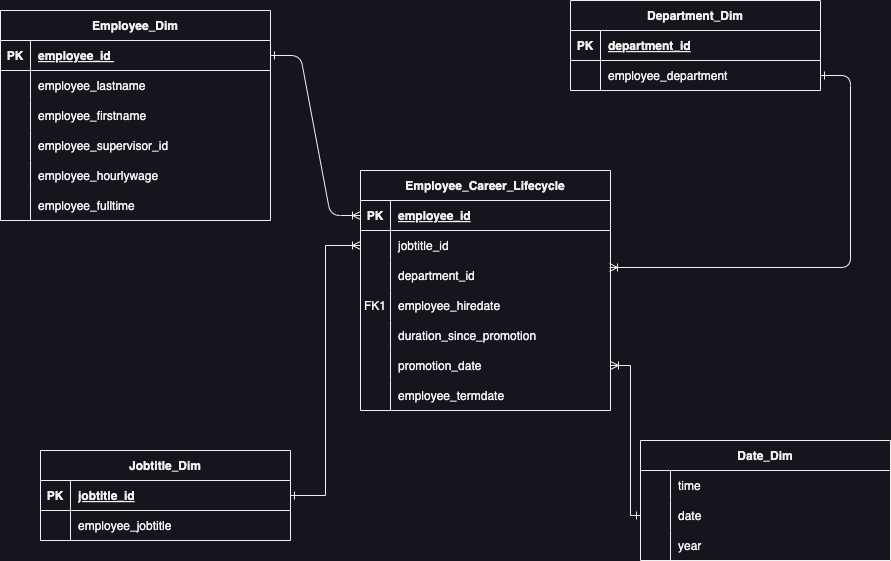 Employee_Dim
PK employee_id
employee_lastname
employee_firstname
employee_supervisor_id
employee_hourlywage
employee_fulltime
Department_Dim
PK department_id
employee_department
Employee_Career_Lifecycle
PK employee_id
jobtitle_id
department_id
FK1 employee_hiredate
duration_since_promotion
promotion_date
employee_termdate
Jobtitle_Dim
PK jobtitle_id
employee_jobtitle
Date_Dim
time
date
year